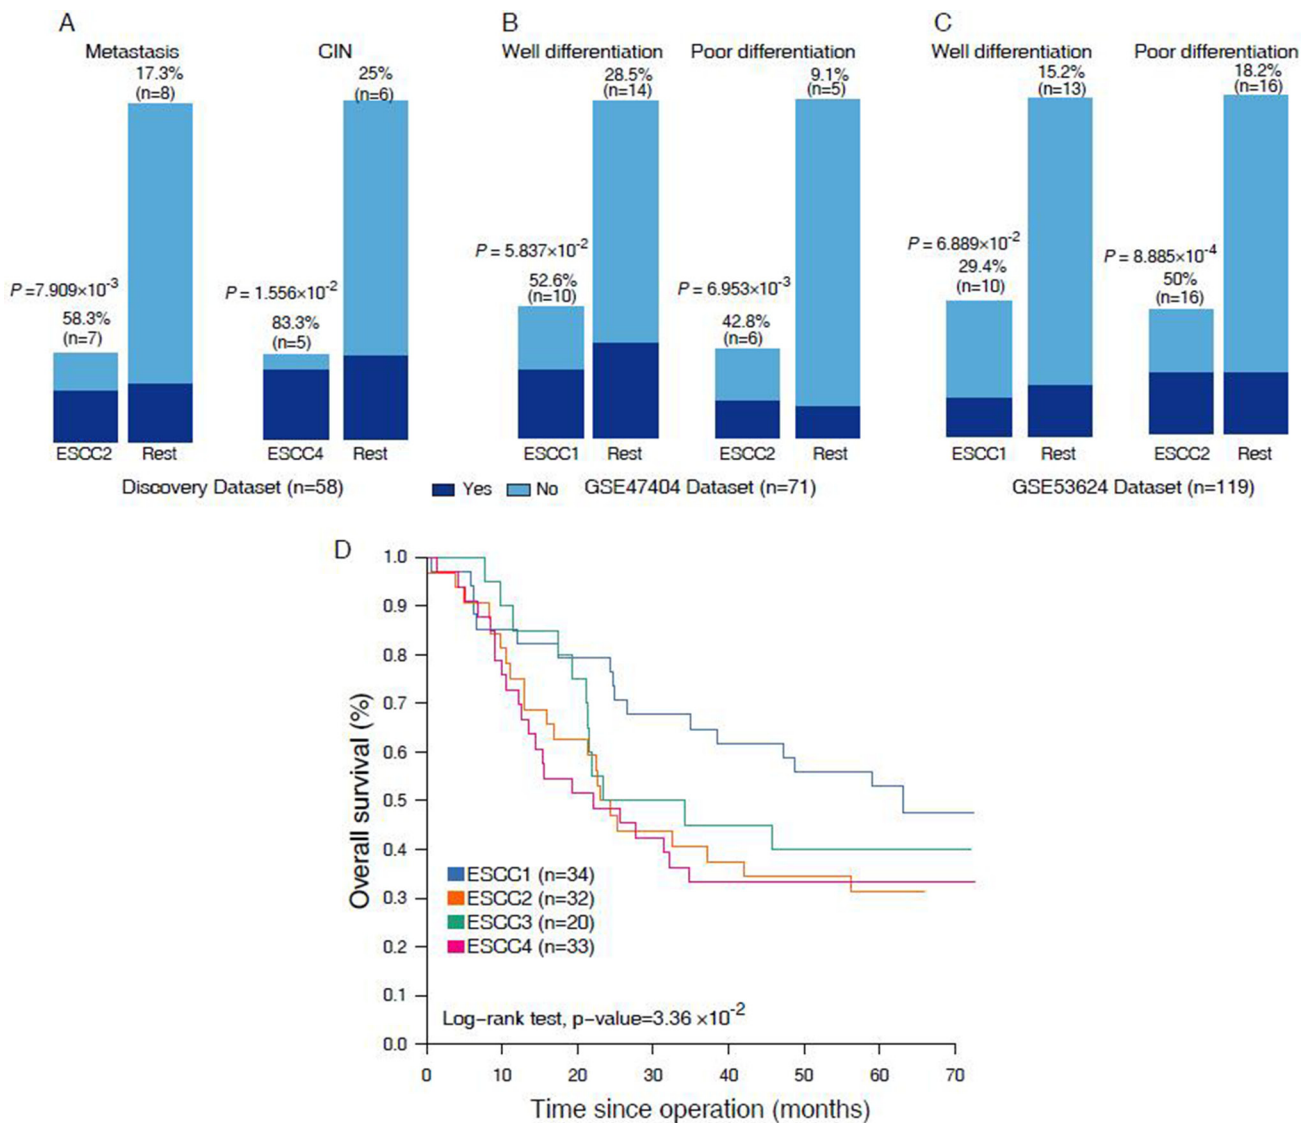 A
Metastasis
17.3%
(n=8)
P =7.909×10-3
58.3%
(n=7)
ESCC2 Rest
CIN
25%
(n=6)
P = 1.556×10-2
83.3%
(n=5)
ESCC4 Rest
Discovery Dataset (n=58)
B
Well differentiation
28.5%
(n=14)
P = 5.837×10-2
52.6%
(n=10)
ESCC1 Rest
Poor differentiation
9.1%
(n=5)
P = 6.953×10-3
42.8%
(n=6)
ESCC2 Rest
Yes No
GSE47404 Dataset (n=71)
C
Well differentiation
15.2%
(n=13)
P = 6.889×10-2
29.4%
(n=10)
ESCC1 Rest
Poor differentiation
18.2%
(n=16)
P = 8.885×10-4
50%
(n=16)
ESCC2 Rest
GSE53624 Dataset (n=119)
D
Overall survival (%)
1.0
0.9
0.8
0.7
0.6
0.5
0.4
0.3
0.2
0.1
0.0
ESCC1 (n=34)
ESCC2 (n=32)
ESCC3 (n=20)
ESCC4 (n=33)
Log-rank test, p-value=3.36 ×10-2
0 10 20 30 40 50 60 70
Time since operation (months)